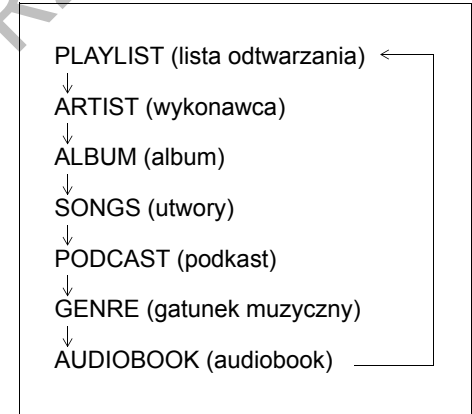 PLAYLIST (lista odtwarzania)
ARTIST (wykonawca)
ALBUM (album)
SONGS (utwory)
PODCAST (podkast)
GENRE (gatunek muzyczny)
AUDIOBOOK (audiobook)